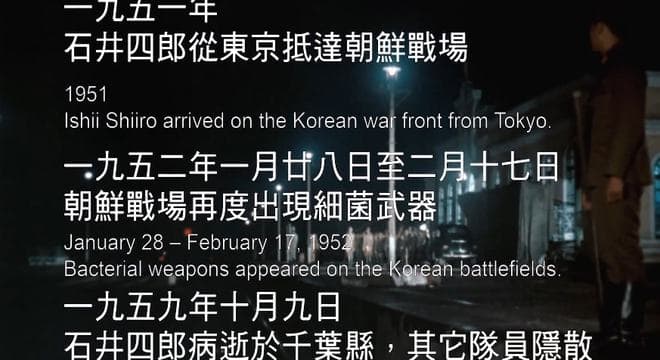 一九五一年
石井四郎從東京抵達朝鮮戰場
1951
Ishii Shiiro arrived on the Korean war front from Tokyo.
一九五二年一月廿八日至二月十七日
朝鮮戰場再度出現細菌武器
January 28 – February 17, 1952
Bacterial weapons appeared on the Korean battlefields.
一九五九年十月九日
石井四郎病逝於千葉縣，其它隊員隱散